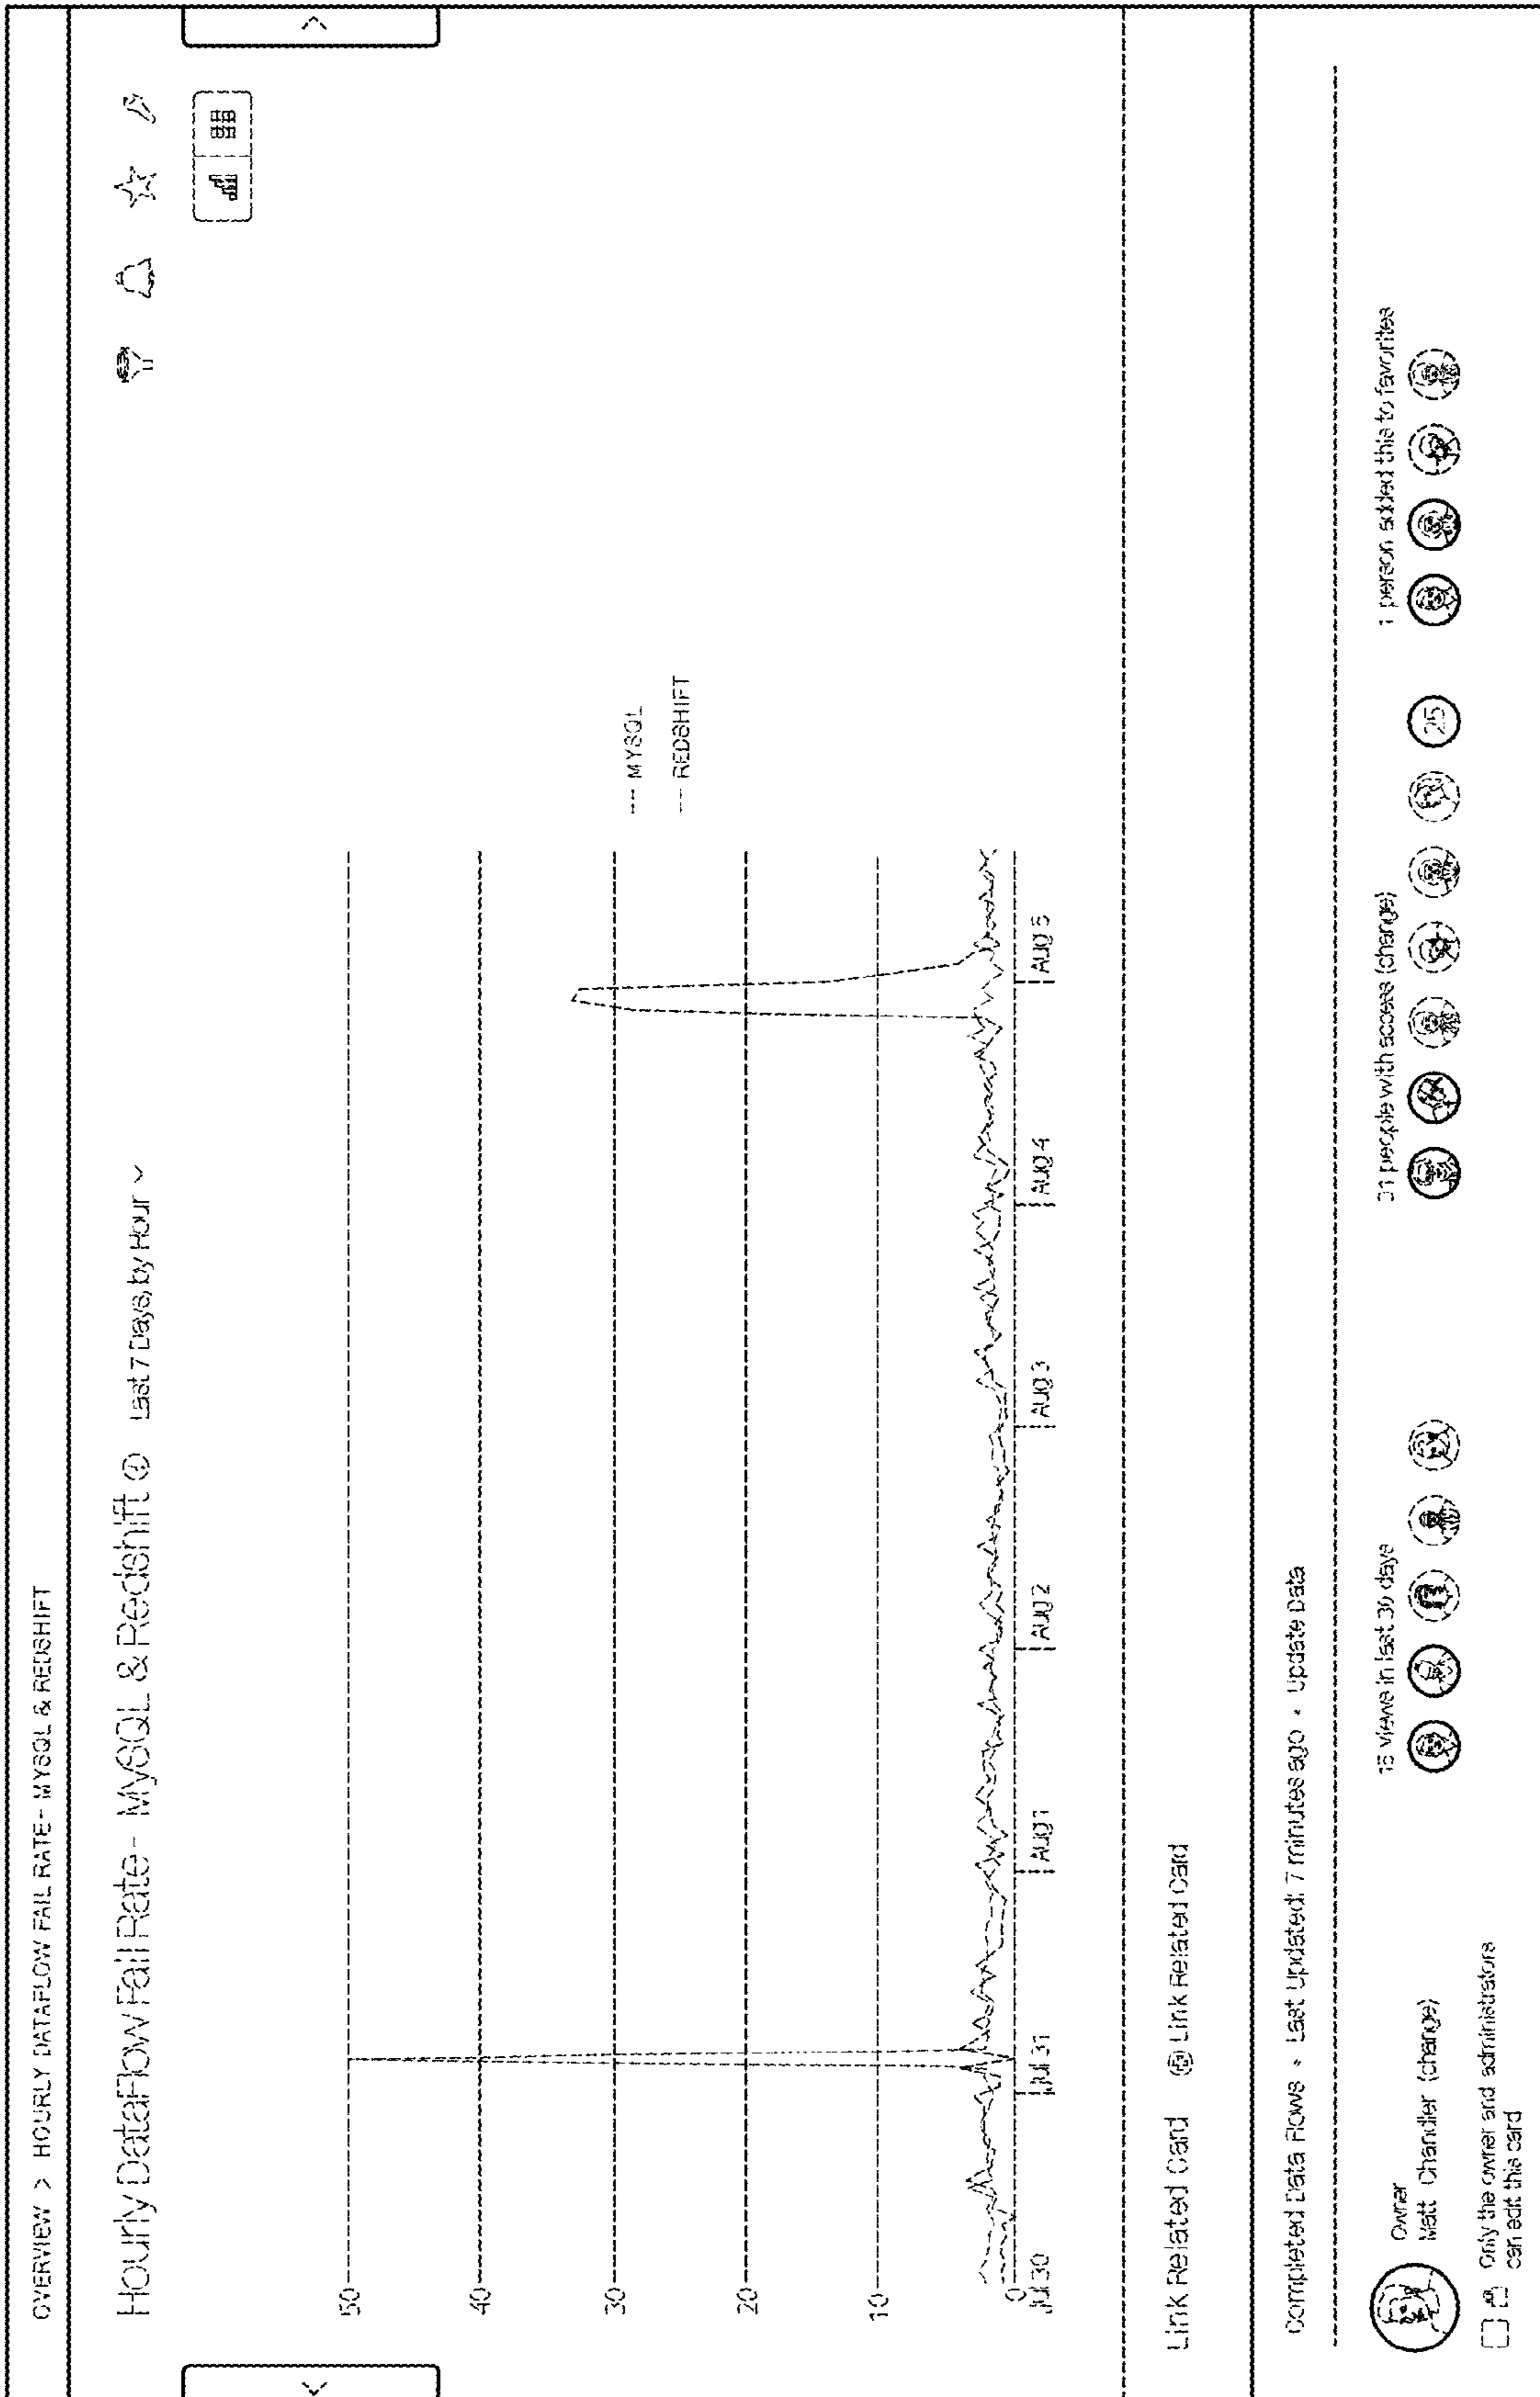 OVERVIEW > HOURLY DATAFLOW FAIL RATE - MYSQL & REDSHIFT
Hourly DataFlow Fail Rate - MySQL & Redshift Last 7 Days, by Hour
50
40
30
20
10
0
Jul 30
Jul 31
Aug 1
Aug 2
Aug 3
Aug 4
Aug 5
MYSQL
REDSHIFT
Link Related Card Link Related Card
Completed Data Flows • Last Updated: 7 minutes ago • Update Data
Owner
Matt Chandler (change)
views in last 30 days
31 people with access (change)
25
1 person added this to favorites
Only the owner and administrators
can edit this card